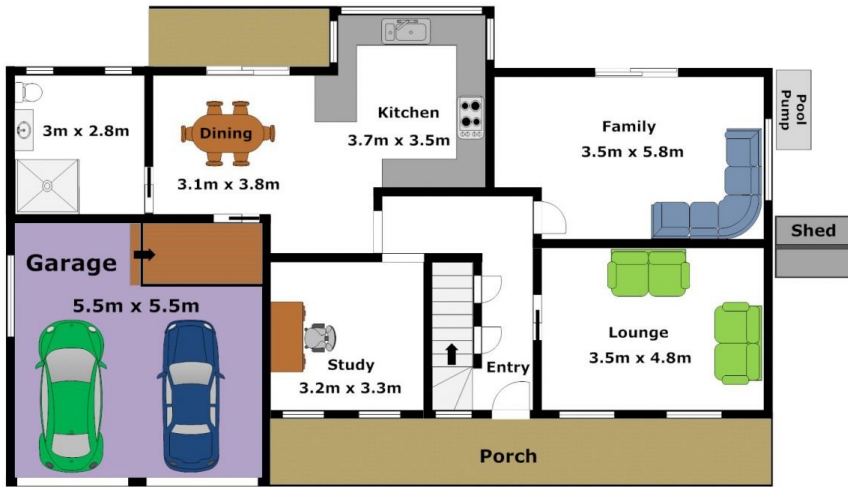 Kitchen
3.7m x 3.5m
Dining
3.1m x 3.8m
3m x 2.8m
Family
3.5m x 5.8m
Pool
Pump
Shed
Garage
5.5m x 5.5m
Study
3.2m x 3.3m
Entry
Lounge
3.5m x 4.8m
Porch